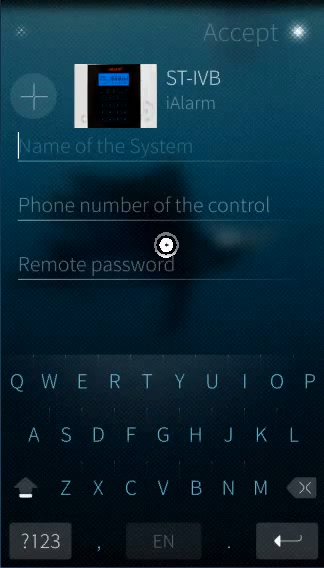 Accept
ST-IVB
iAlarm
Name of the System
Phone number of the control
Remote password
Q W E R T Y U I O P
A S D F G H J K L
Z X C V B N M
?123 , EN .